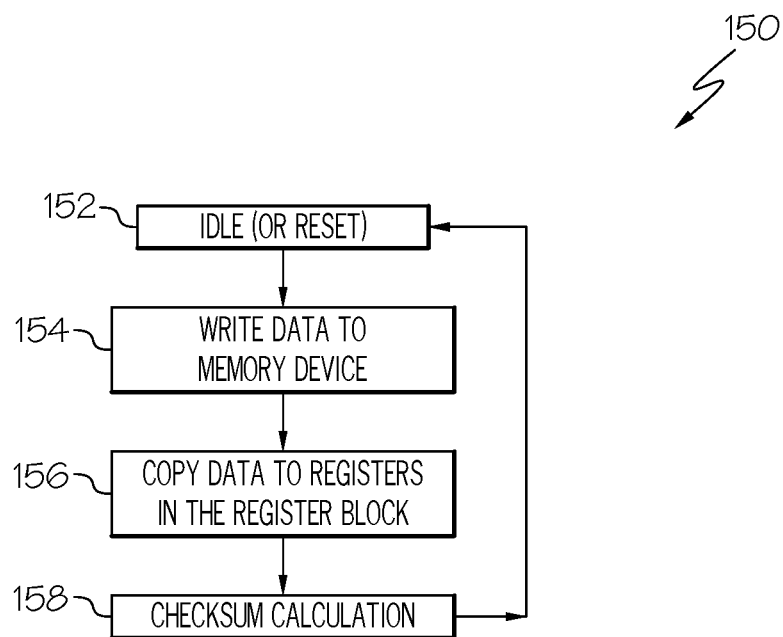 150
152
IDLE (OR RESET)
154
WRITE DATA TO
MEMORY DEVICE
156
COPY DATA TO REGISTERS
IN THE REGISTER BLOCK
158
CHECKSUM CALCULATION